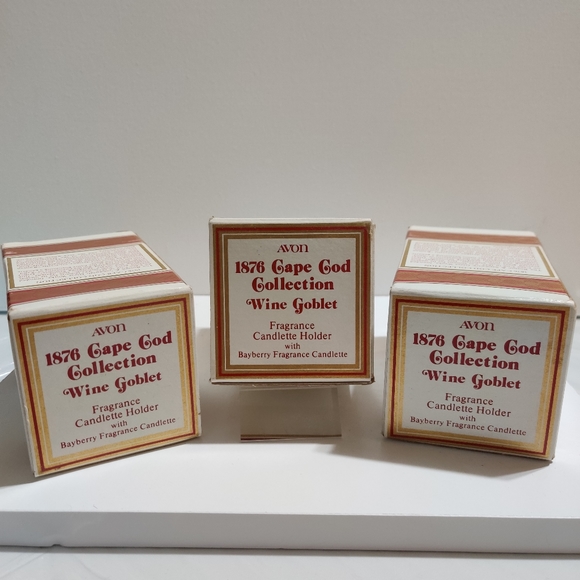 AVON
1876 Cape Cod
Collection
Wine Goblet
Fragrance
Candlette Holder
with
Bayberry Fragrance Candlette
AVON
1876 Cape Cod
Collection
Wine Goblet
Fragrance
Candlette Holder
with
Bayberry Fragrance Candlette
AVON
1876 Cape Cod
Collection
Wine Goblet
Fragrance
Candlette Holder
with
Bayberry Fragrance Candlette